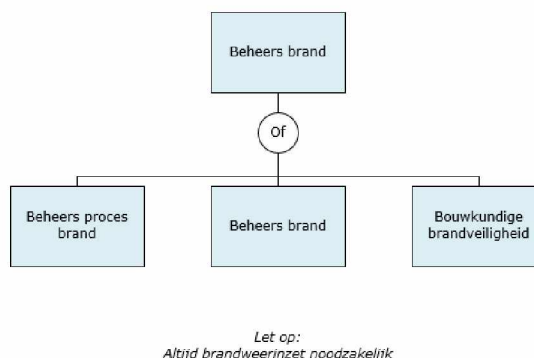 Beheers brand
Of
Beheers proces
brand
Beheers brand
Bouwkundige
brandveiligheid
Let op:
Altijd brandweerinzet noodzakelijk